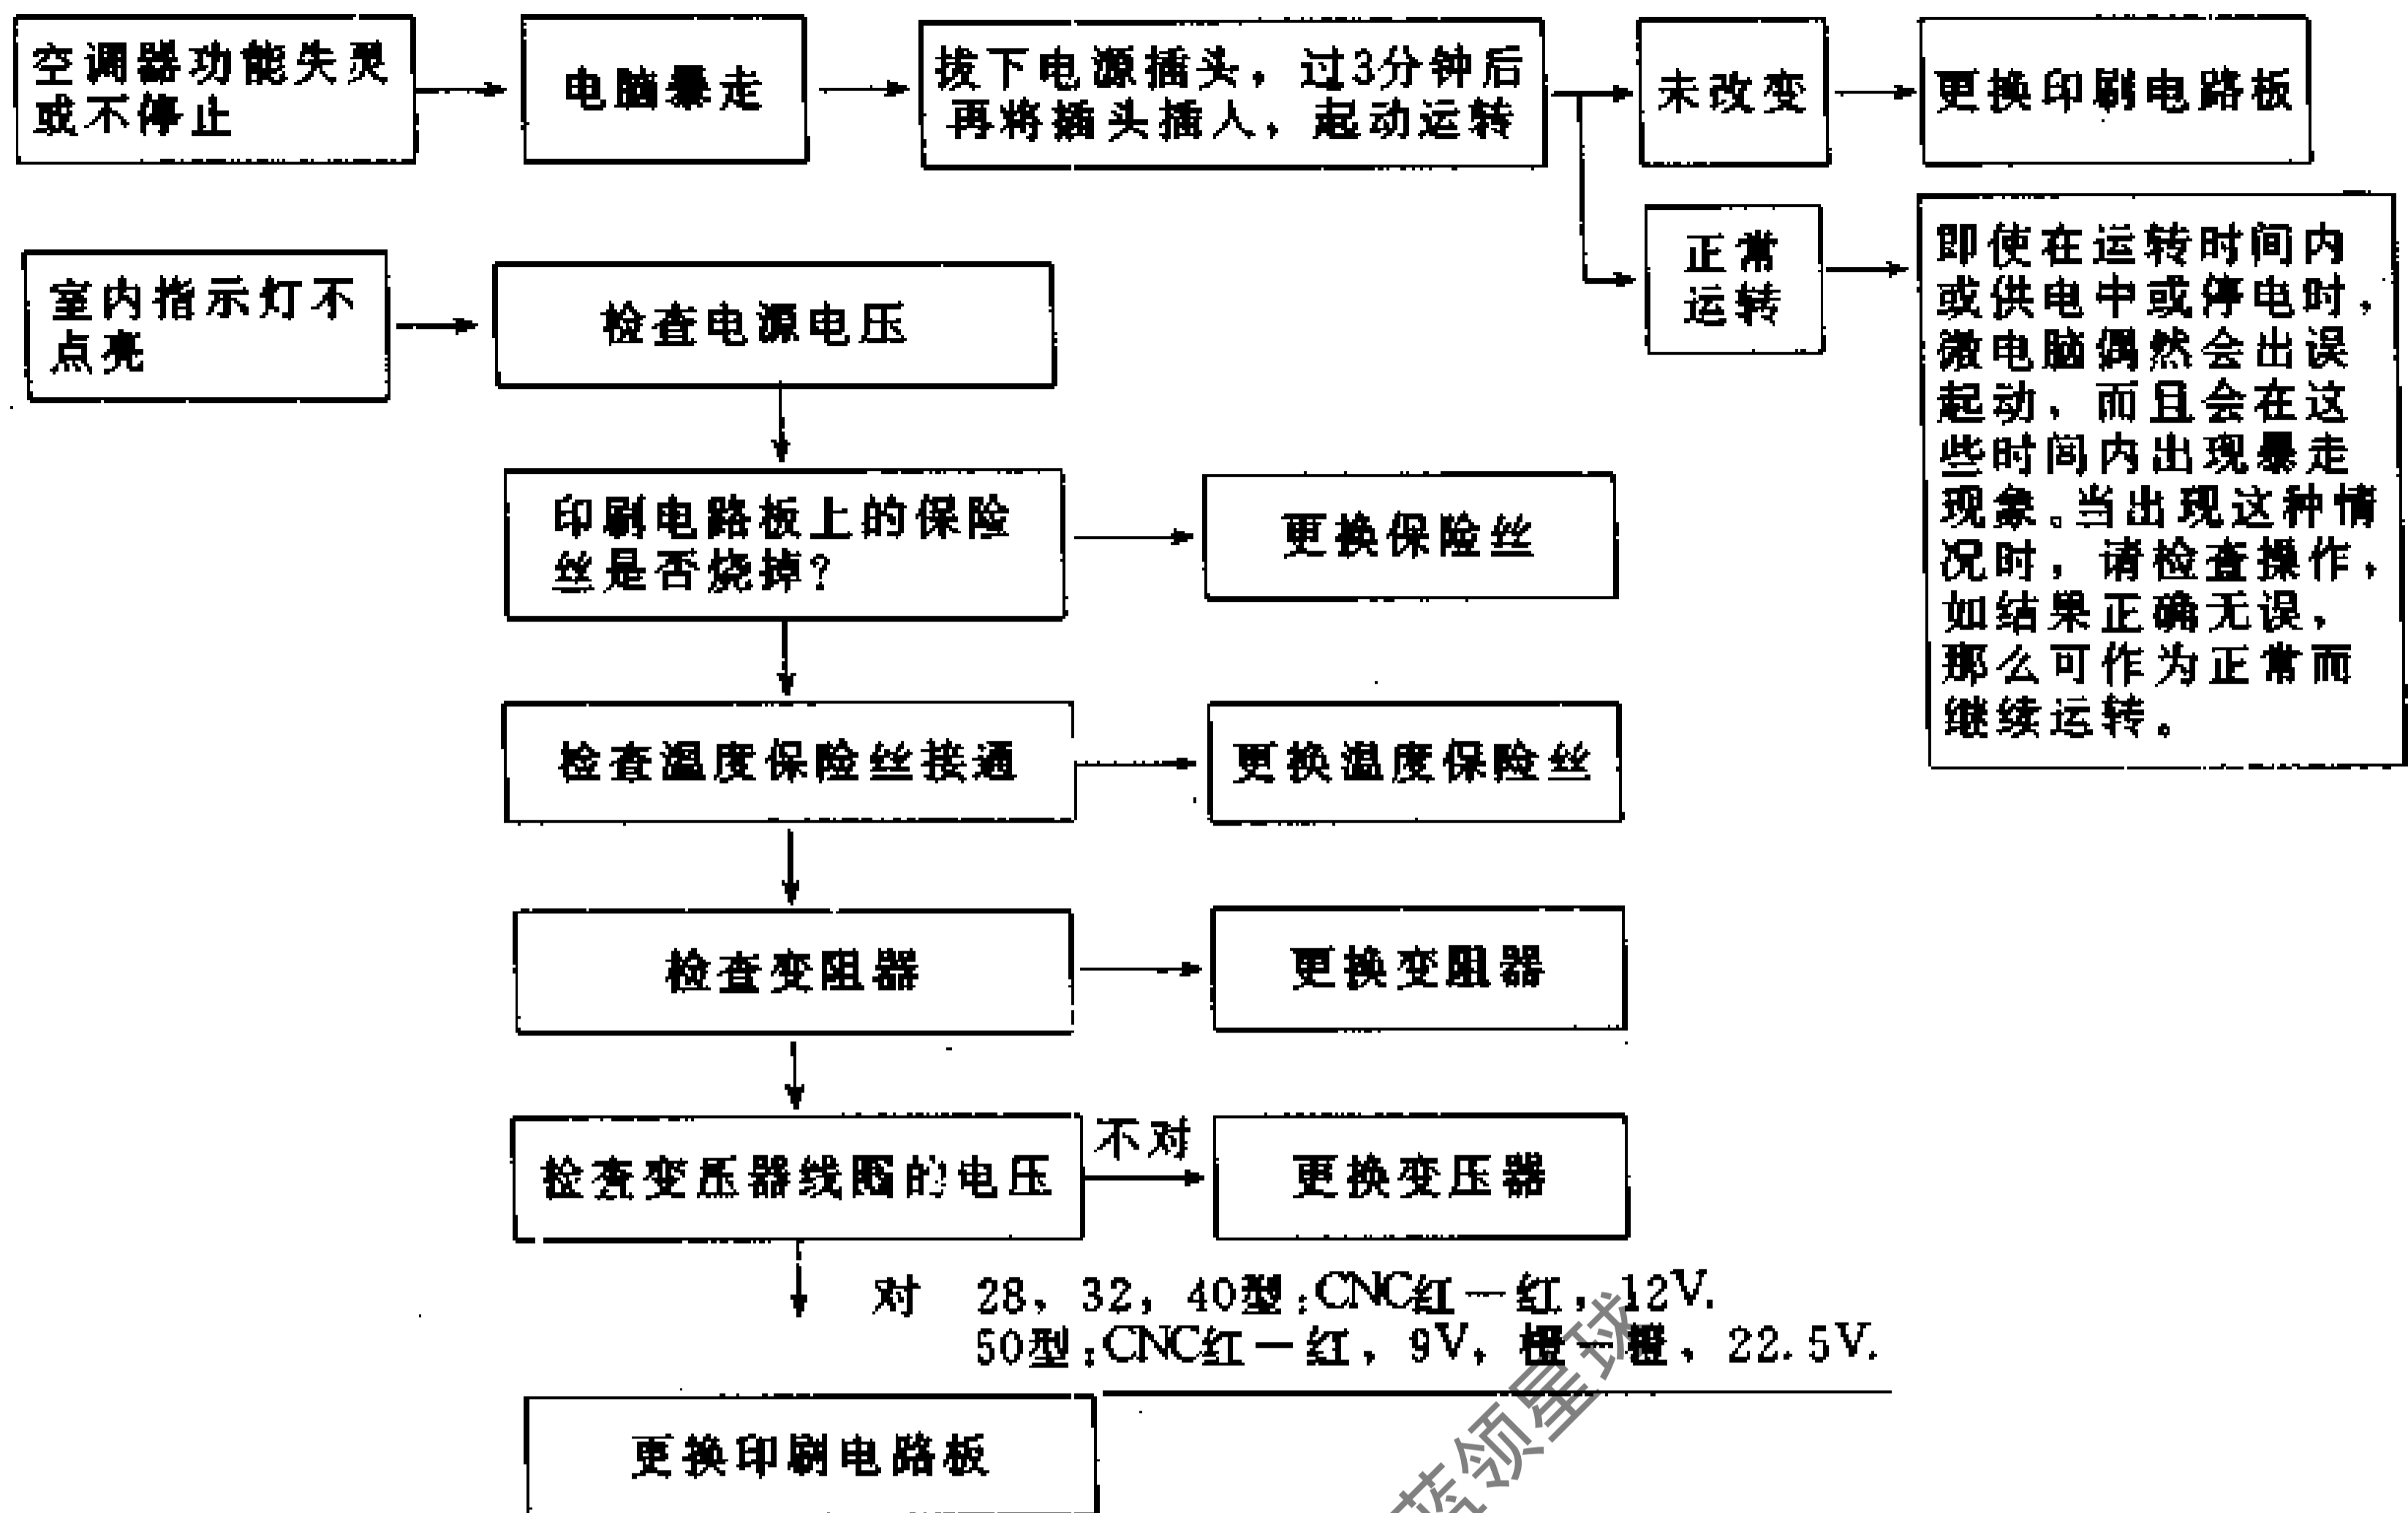 空调器功能失灵
或不停止
电脑暴走
拔下电源插头，过3分钟后
再将插头插入，起动运转
未改变
更换印刷电路板
正常
运转
即使在运转时间内
或供电中或停电时，
微电脑偶然会出误
起动，而且会在这
些时间内出现暴走
现象。当出现这种情
况时，请检查操作，
如结果正确无误，
那么可作为正常而
继续运转。
室内指示灯不
点亮
检查电源电压
印刷电路板上的保险
丝是否烧掉？
更换保险丝
检查温度保险丝接通
更换温度保险丝
检查变阻器
更换变阻器
检查变压器线圈的电压
不对
更换变压器
对
28，32，40型：CNC红－红，12V.
50型：CNC红－红，9V，橙－橙，22.5V.
更换印刷电路板
蓝领星球